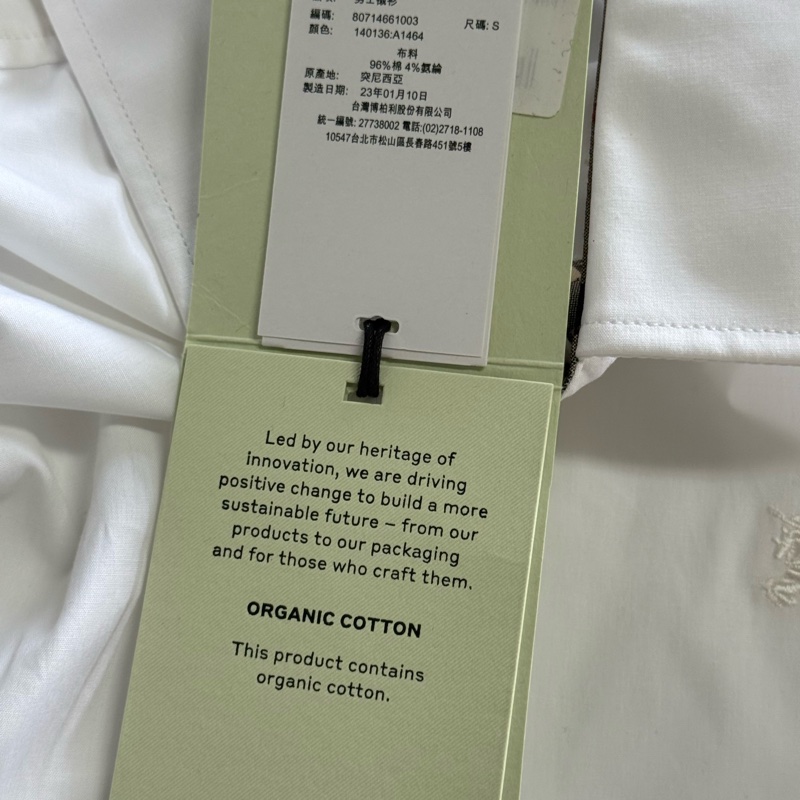 男士襯衫
編碼: 80714661003 尺碼: S
顏色: 140136:A1464
布料
96%棉 4%氨綸
原產地: 突尼西亞
製造日期: 23年01月10日
台灣博柏利股份有限公司
統一編號: 27738002 電話:(02)2718-1108
10547台北市松山區長春路451號5樓
Led by our heritage of
innovation, we are driving
positive change to build a more
sustainable future – from our
products to our packaging
and for those who craft them.
ORGANIC COTTON
This product contains
organic cotton.